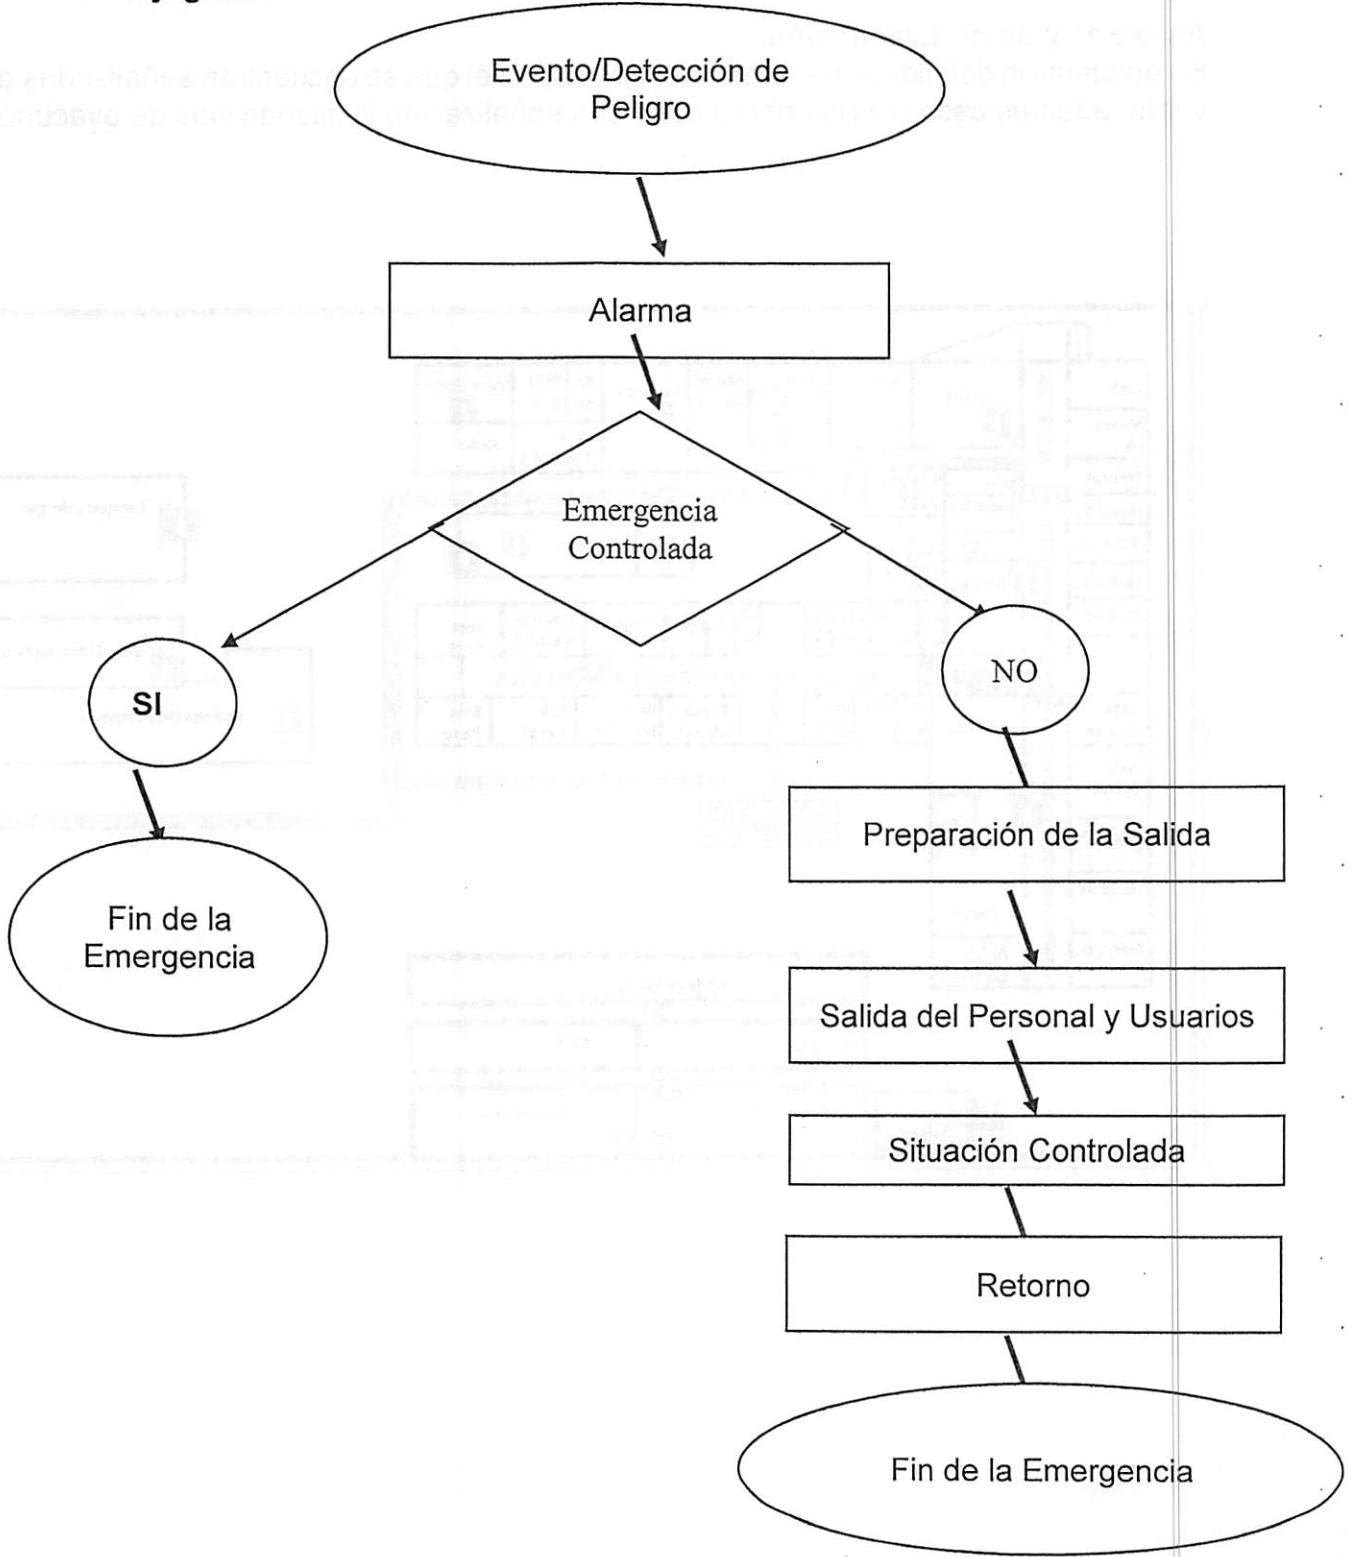 Evento/Detección de
Peligro
Alarma
Emergencia
Controlada
SI
NO
Preparación de la Salida
Fin de la
Emergencia
Salida del Personal y Usuarios
Situación Controlada
Retorno
Fin de la Emergencia